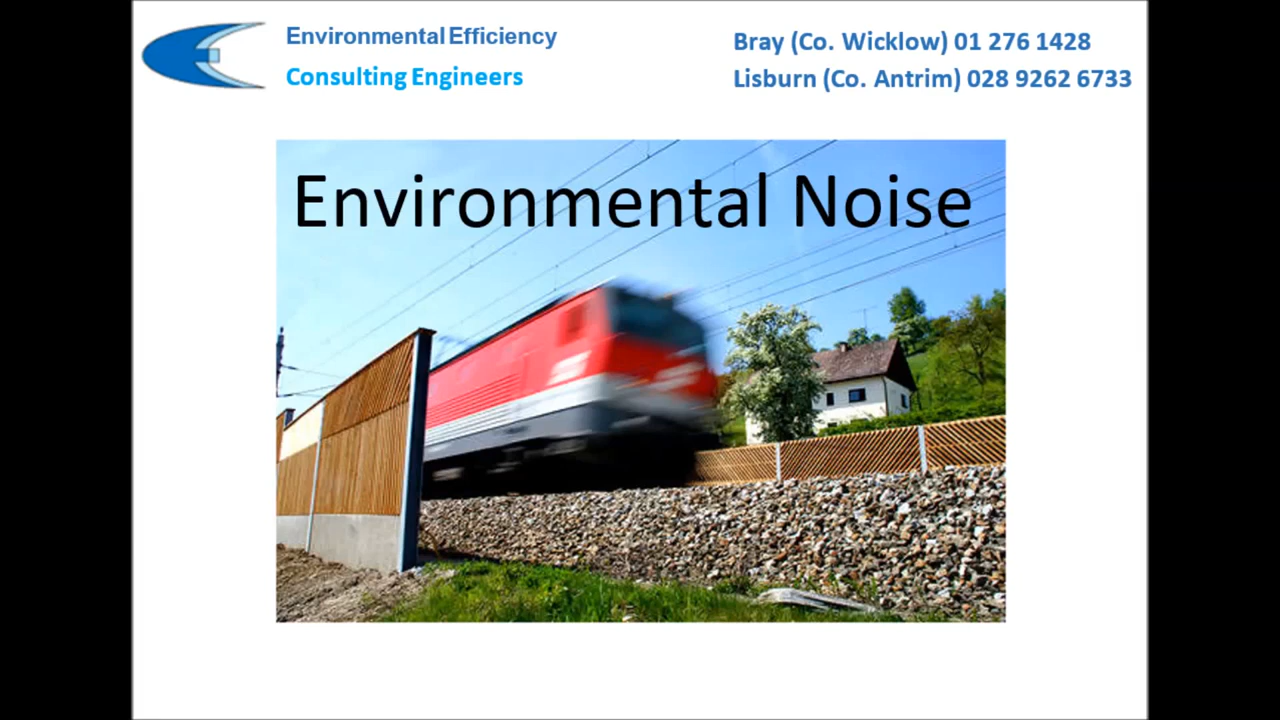 Environmental Efficiency
Consulting Engineers
Bray (Co. Wicklow) 01 276 1428
Lisburn (Co. Antrim) 028 9262 6733
Environmental Noise